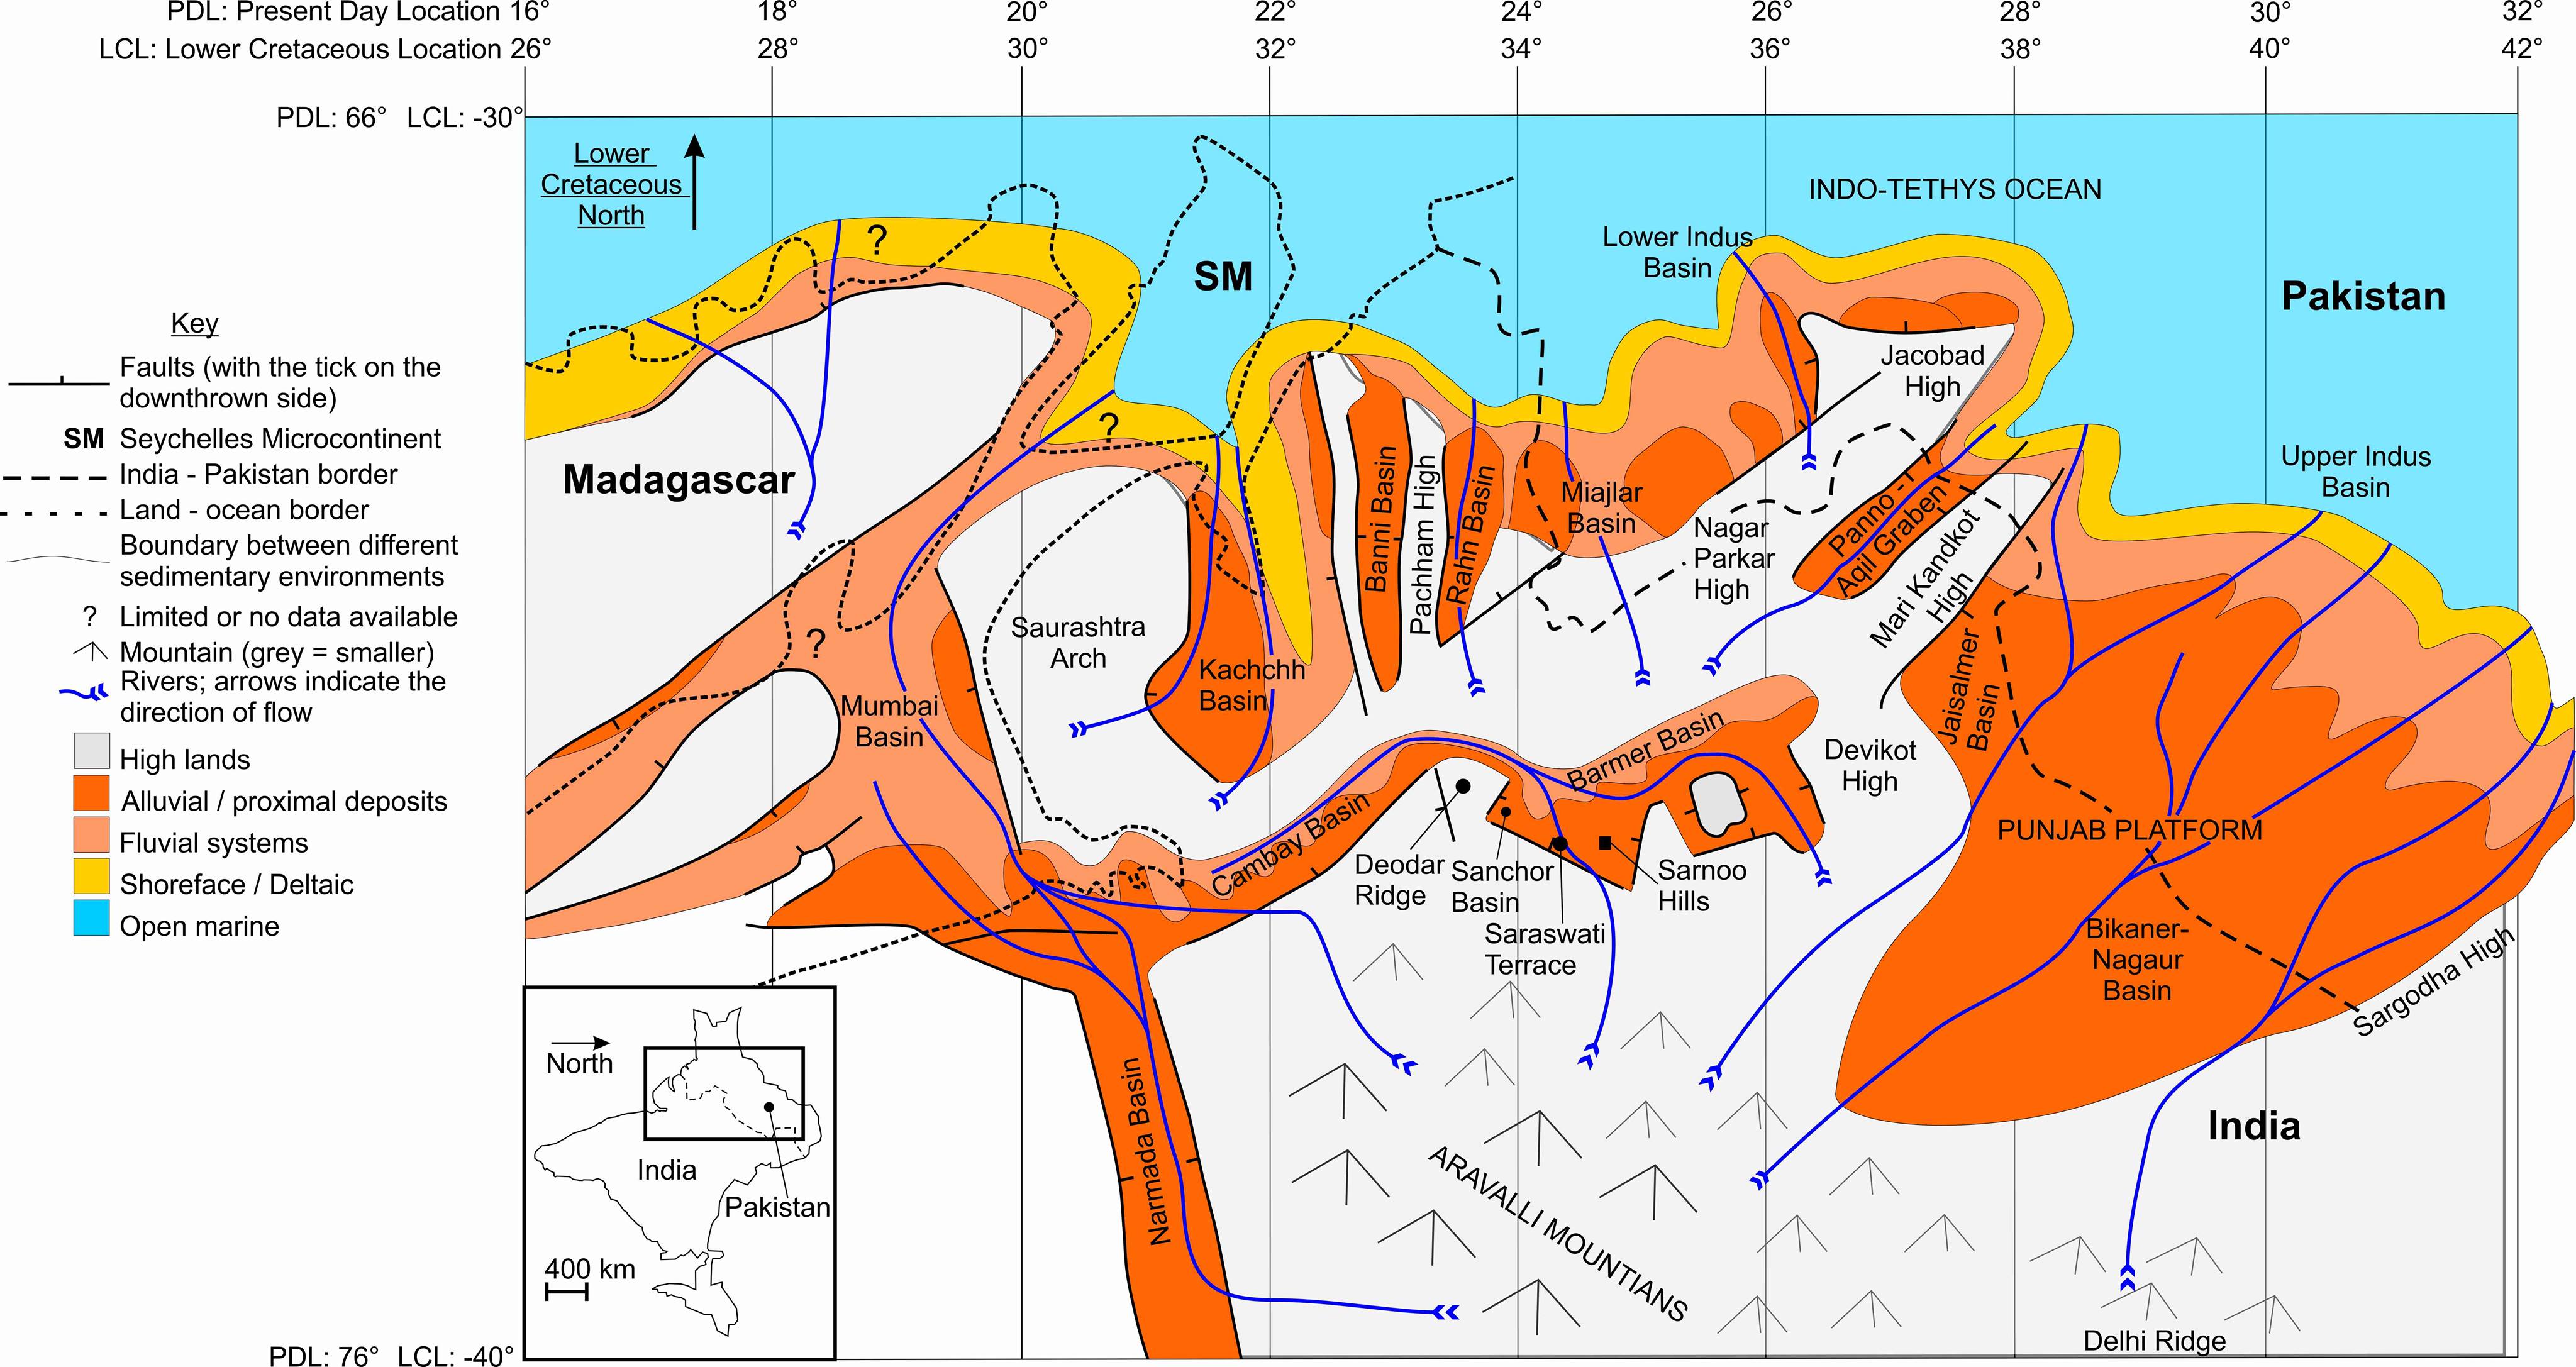 PDL: Present Day Location 16° 18° 20° 22° 24° 26° 28° 30° 32°
LCL: Lower Cretaceous Location 26° 28° 30° 32° 34° 36° 38° 40° 42°
PDL: 66° LCL: -30°
Lower
Cretaceous
North
INDO-TETHYS OCEAN
?
SM
Lower Indus
Basin
Pakistan
Key
Faults (with the tick on the
downthrown side)
SM Seychelles Microcontinent
India - Pakistan border
Land - ocean border
Boundary between different
sedimentary environments
? Limited or no data available
Mountain (grey = smaller)
Rivers; arrows indicate the
direction of flow
High lands
Alluvial / proximal deposits
Fluvial systems
Shoreface / Deltaic
Open marine
Jacobad
High
?
Madagascar
Upper Indus
Basin
Banni Basin
Pachham High
Rahn Basin
Miajlar
Basin
Nagar
Parkar
High
Panno -
Aqil Graben
Mari Kandkot
High
Saurashtra
Arch
?
Kachchh
Basin
Mumbai
Basin
Jaisalmer
Basin
Barmer Basin
Devikot
High
Cambay Basin
PUNJAB PLATFORM
Deodar
Ridge
Sanchor
Basin
Sarnoo
Hills
Saraswati
Terrace
Bikaner-
Nagaur
Basin
Sargodha High
Narmada Basin
India
ARAVALLI MOUNTIANS
Delhi Ridge
North
India
Pakistan
400 km
PDL: 76° LCL: -40°